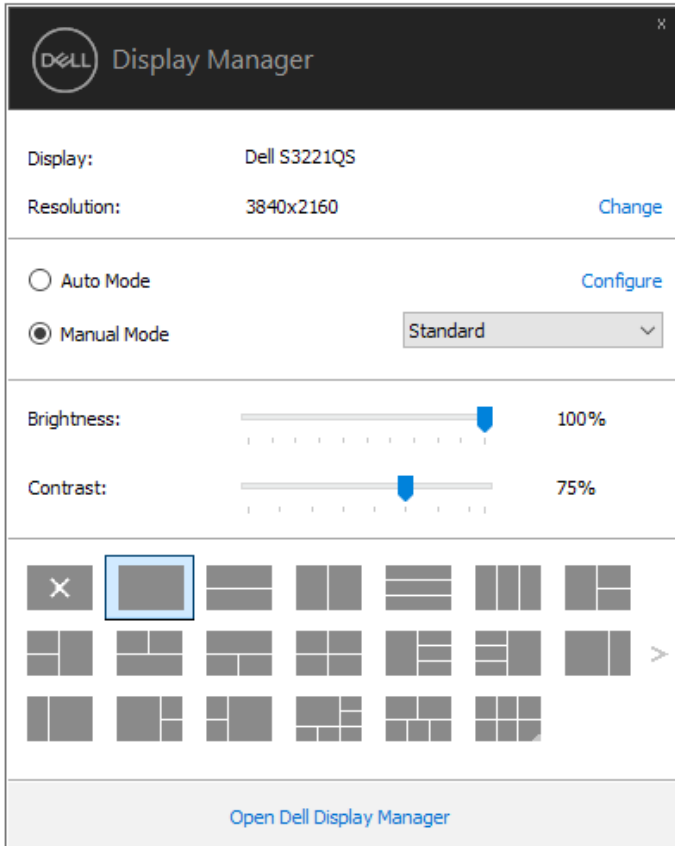 x
DELL Display Manager
Display: Dell S3221QS
Resolution: 3840x2160 Change
Auto Mode Configure
Manual Mode Standard
Brightness: 100%
Contrast: 75%
Open Dell Display Manager